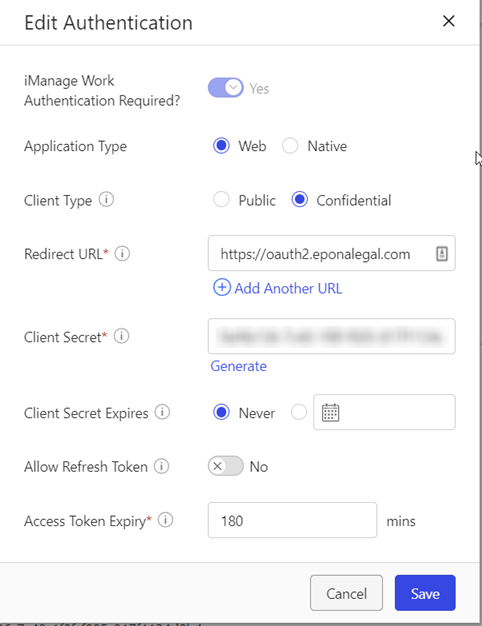 Edit Authentication
iManage Work
Authentication Required?
Yes
Application Type
Web
Native
Client Type
Public
Confidential
Redirect URL*
https://oauth2.eponalegal.com
Add Another URL
Client Secret*
Generate
Client Secret Expires
Never
Allow Refresh Token
No
Access Token Expiry*
180
mins
Cancel
Save